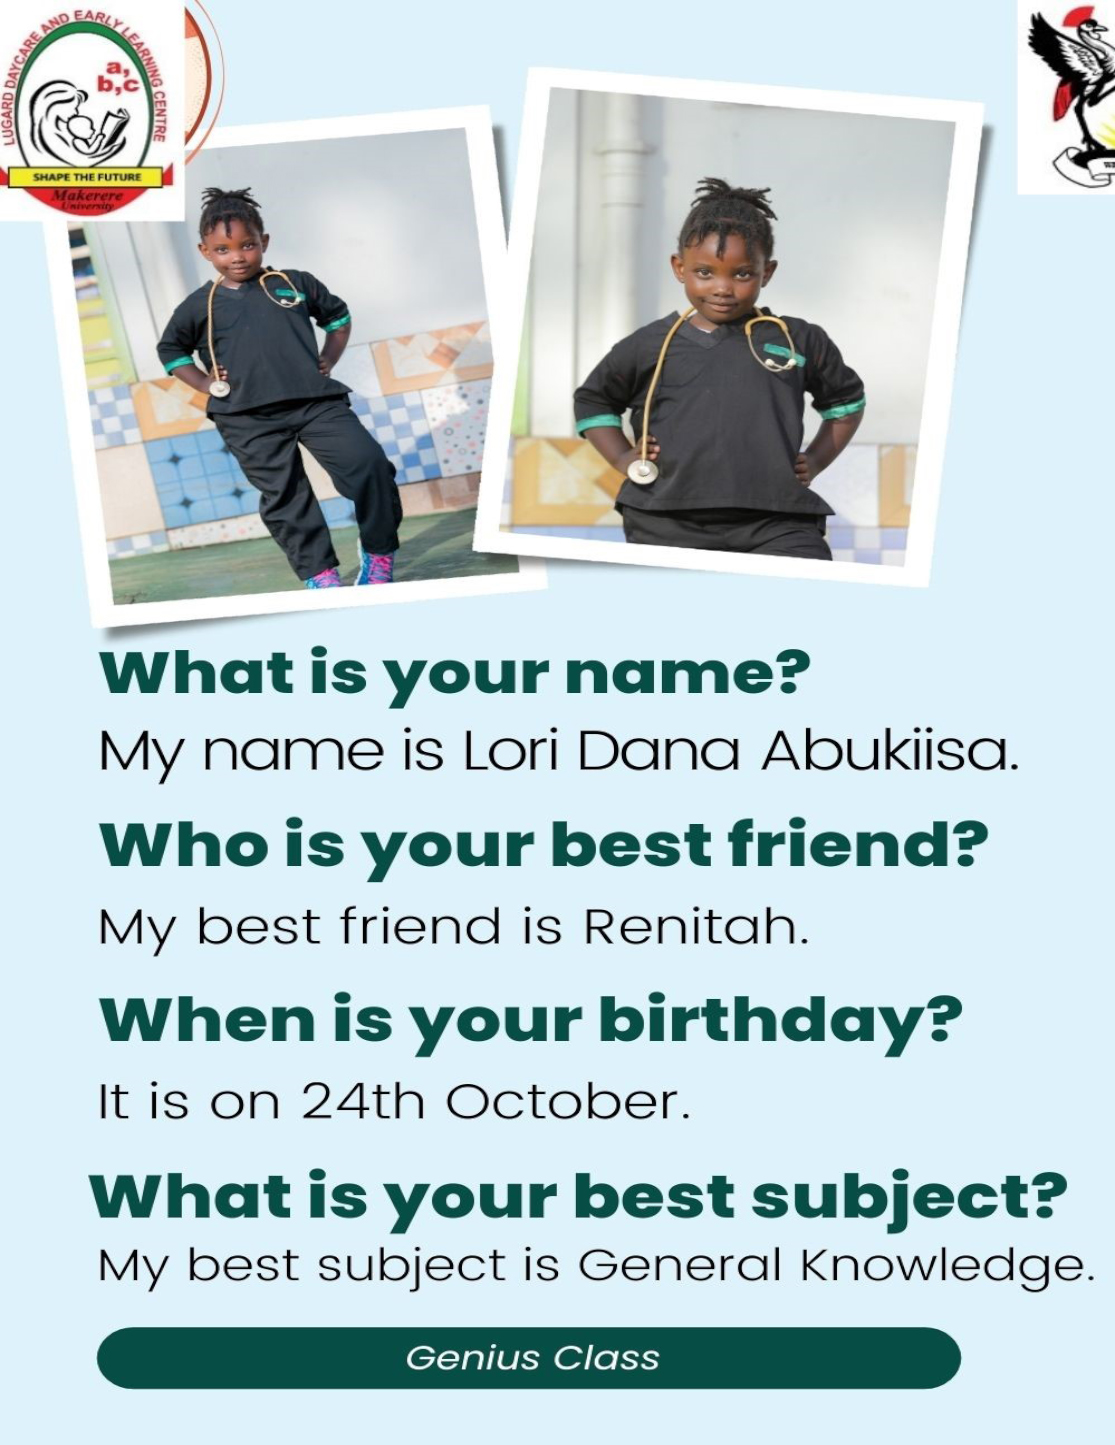 LUGARD DAYCARE AND EARLY LEARNING CENTRE
a,
b,c
SHAPE THE FUTURE
Makerere
University
What is your name?
My name is Lori Dana Abukiisa.
Who is your best friend?
My best friend is Renitah.
When is your birthday?
It is on 24th October.
What is your best subject?
My best subject is General Knowledge.
Genius Class